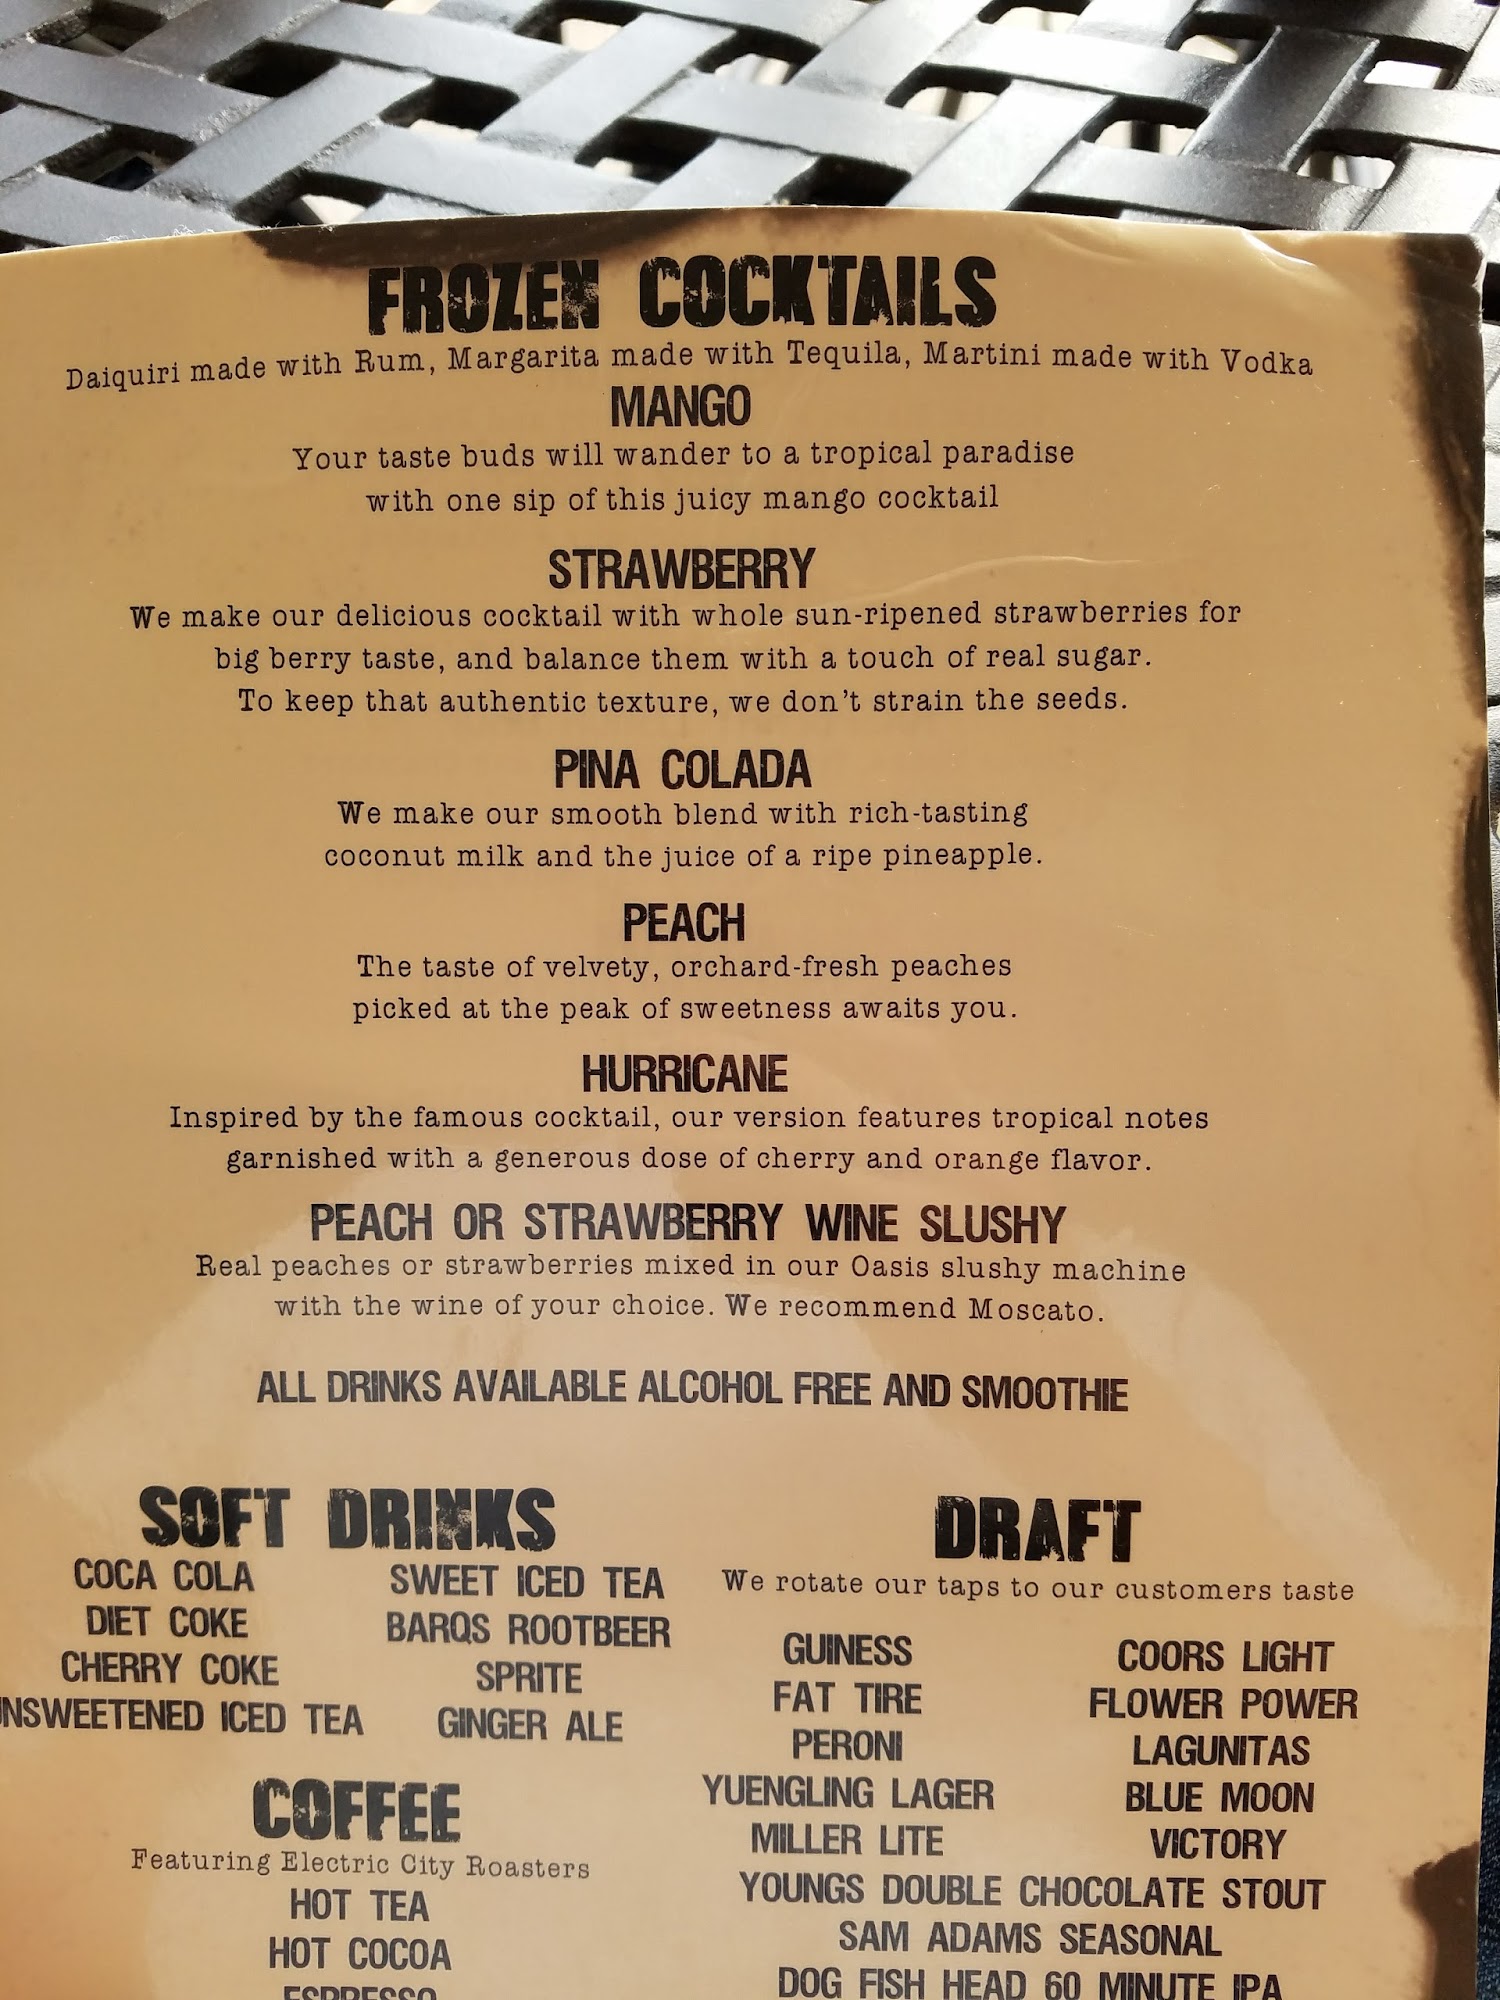 FROZEN COCKTAILS
Daiquiri made with Rum, Margarita made with Tequila, Martini made with Vodka
MANGO
Your taste buds will wander to a tropical paradise
with one sip of this juicy mango cocktail
STRAWBERRY
We make our delicious cocktail with whole sun-ripened strawberries for
big berry taste, and balance them with a touch of real sugar.
To keep that authentic texture, we don't strain the seeds.
PINA COLADA
We make our smooth blend with rich-tasting
coconut milk and the juice of a ripe pineapple.
PEACH
The taste of velvety, orchard-fresh peaches
picked at the peak of sweetness awaits you.
HURRICANE
Inspired by the famous cocktail, our version features tropical notes
garnished with a generous dose of cherry and orange flavor.
PEACH OR STRAWBERRY WINE SLUSHY
Real peaches or strawberries mixed in our Oasis slushy machine
with the wine of your choice. We recommend Moscato.
ALL DRINKS AVAILABLE ALCOHOL FREE AND SMOOTHIE
SOFT DRINKS
COCA COLA
DIET COKE
CHERRY COKE
UNSWEETENED ICED TEA
SWEET ICED TEA
BARQS ROOTBEER
SPRITE
GINGER ALE
COFFEE
Featuring Electric City Roasters
HOT TEA
HOT COCOA
ESPRESSO
DRAFT
We rotate our taps to our customers taste
GUINESS
FAT TIRE
PERONI
YUENGLING LAGER
MILLER LITE
COORS LIGHT
FLOWER POWER
LAGUNITAS
BLUE MOON
VICTORY
YOUNGS DOUBLE CHOCOLATE STOUT
SAM ADAMS SEASONAL
DOG FISH HEAD 60 MINUTE IPA